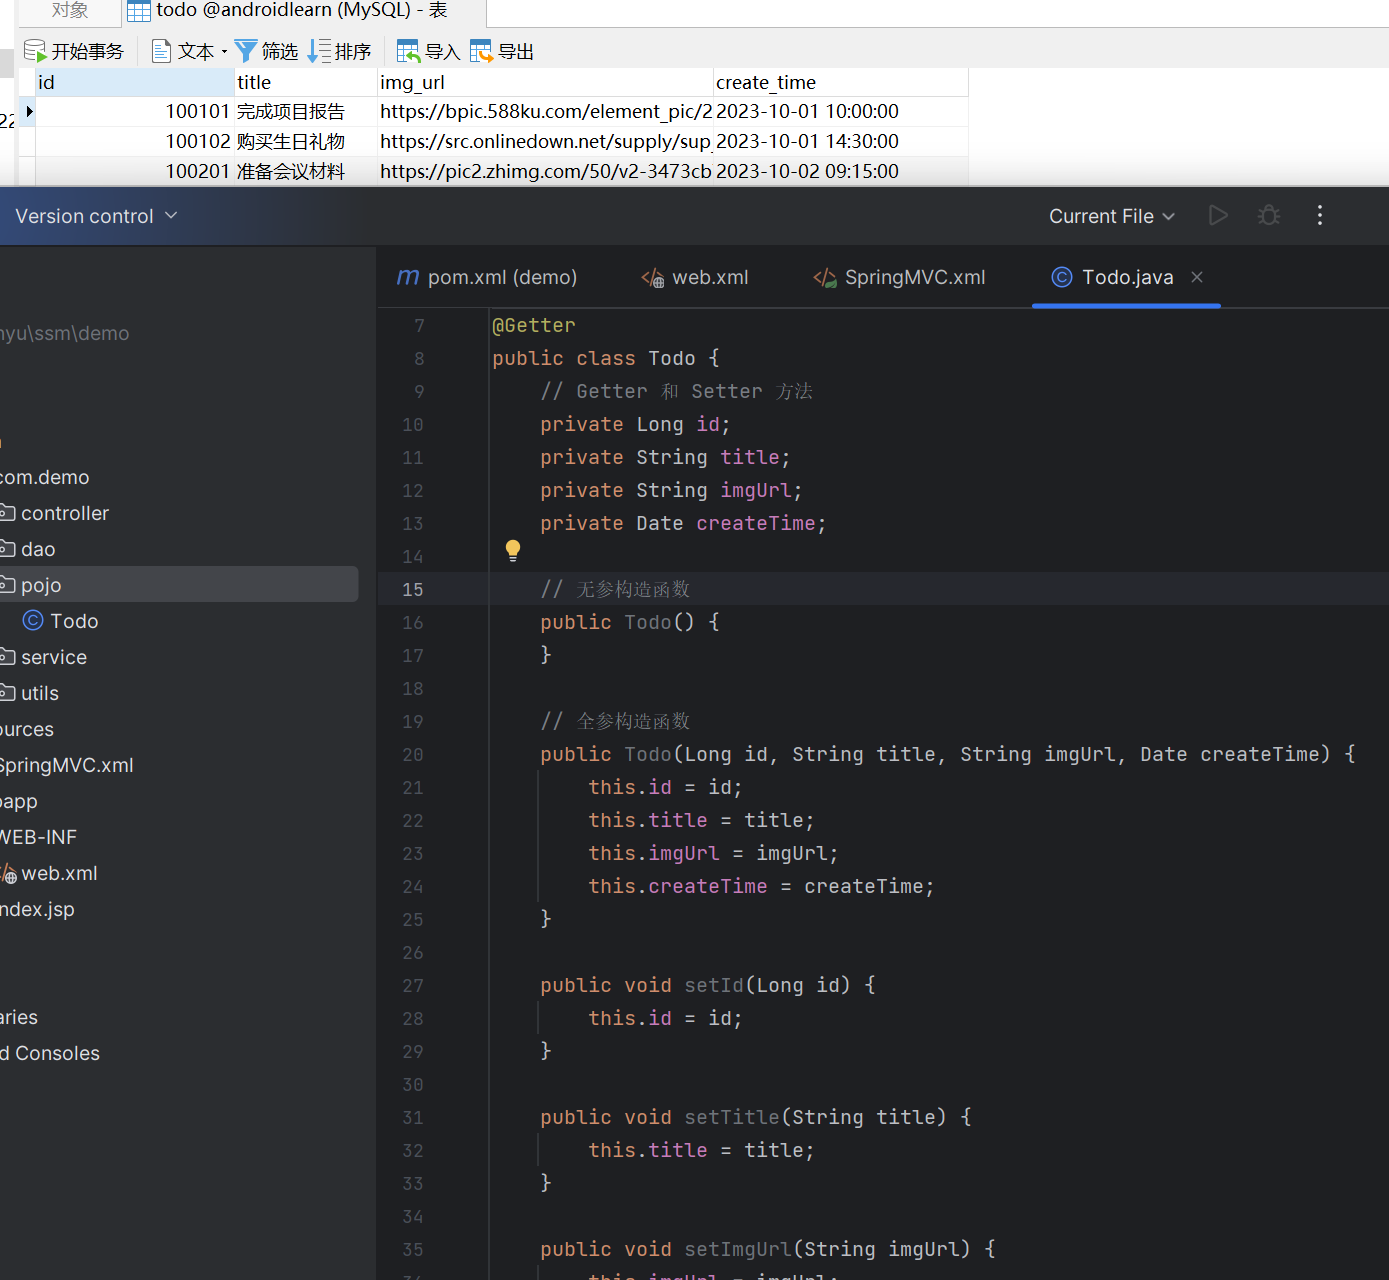 对象 todo @androidlearn (MySQL) - 表
开始事务 文本 筛选 排序 导入 导出
id title img_url create_time
100101 完成项目报告 https://bpic.588ku.com/element_pic/2 2023-10-01 10:00:00
100102 购买生日礼物 https://src.onlinedown.net/supply/sup_ 2023-10-01 14:30:00
100201 准备会议材料 https://pic2.zhimg.com/50/v2-3473cb 2023-10-02 09:15:00
Version control Current File
pom.xml (demo) web.xml SpringMVC.xml Todo.java
nyu\ssm\demo
com.demo
controller
dao
pojo
Todo
service
utils
ources
SpringMVC.xml
papp
WEB-INF
web.xml
ndex.jsp
aries
d Consoles
7 @Getter
8 public class Todo {
9 // Getter 和 Setter 方法
10 private Long id;
11 private String title;
12 private String imgUrl;
13 private Date createTime;
14
15 // 无参构造函数
16 public Todo() {
17 }
18
19 // 全参构造函数
20 public Todo(Long id, String title, String imgUrl, Date createTime) {
21 this.id = id;
22 this.title = title;
23 this.imgUrl = imgUrl;
24 this.createTime = createTime;
25 }
26
27 public void setId(Long id) {
28 this.id = id;
29 }
30
31 public void setTitle(String title) {
32 this.title = title;
33 }
34
35 public void setImgUrl(String imgUrl) {
this.imgUrl = imgUrl;